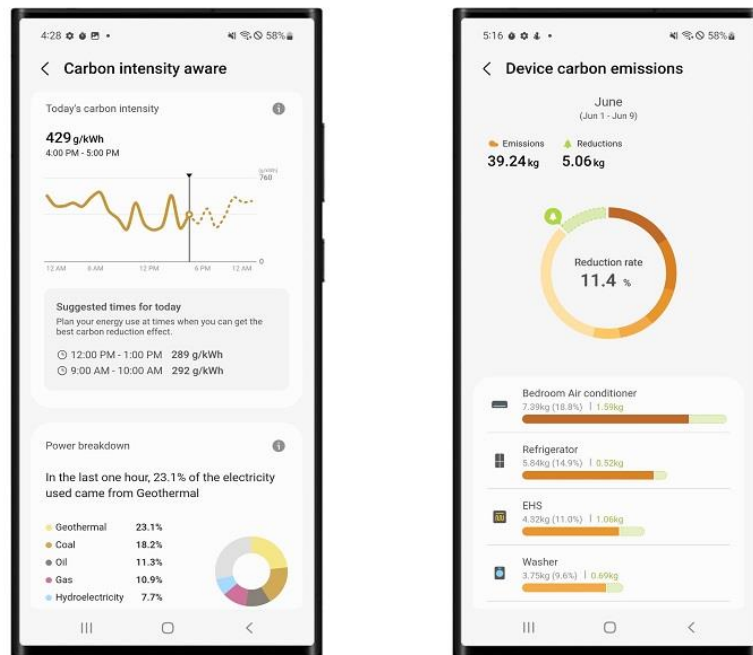 4:28
58%
Carbon intensity aware
Today's carbon intensity
429 g/kWh
4:00 PM - 5:00 PM
(g/kWh)
760
0
12 AM 6 AM 12 PM 6 PM 12 AM
Suggested times for today
Plan your energy use at times when you can get the
best carbon reduction effect.
12:00 PM - 1:00 PM 289 g/kWh
9:00 AM - 10:00 AM 292 g/kWh
Power breakdown
In the last one hour, 23.1% of the electricity
used came from Geothermal
Geothermal 23.1%
Coal 18.2%
Oil 11.3%
Gas 10.9%
Hydroelectricity 7.7%
5:16
58%
Device carbon emissions
June
(Jun 1 - Jun 9)
Emissions Reductions
39.24 kg 5.06 kg
Reduction rate
11.4 %
Bedroom Air conditioner
7.39kg (18.8%) | 1.59kg
Refrigerator
5.84kg (14.9%) | 0.52kg
EHS
4.32kg (11.0%) | 1.06kg
Washer
3.75kg (9.6%) | 0.69kg